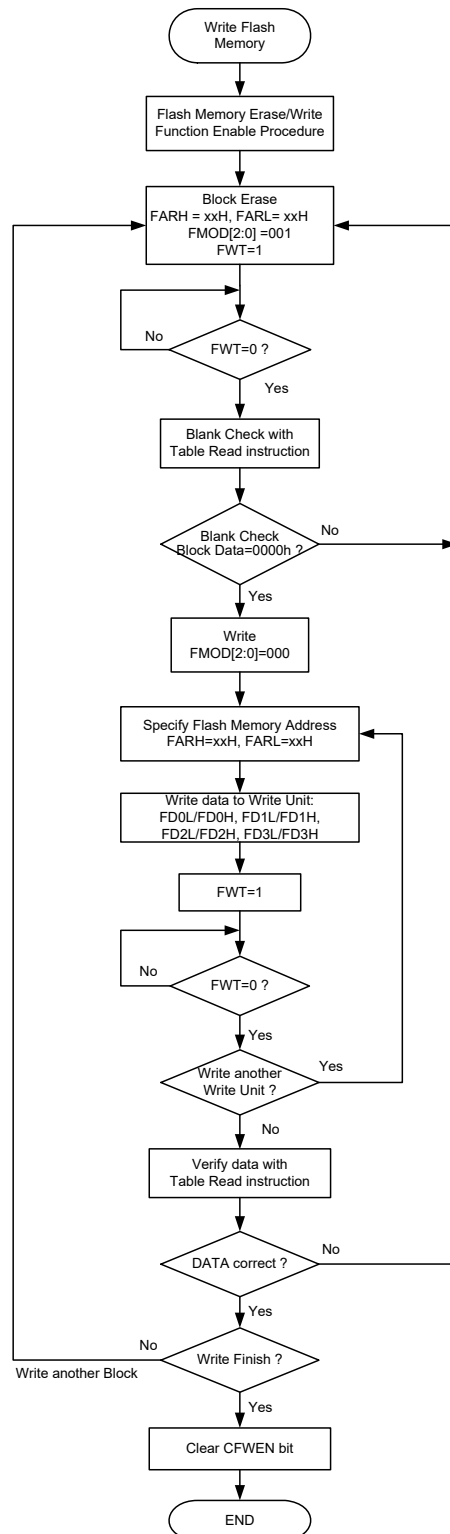 Write Flash
Memory
Flash Memory Erase/Write
Function Enable Procedure
Block Erase
FARH = xxH, FARL= xxH
FMOD[2:0] =001
FWT=1
No
FWT=0 ?
Yes
Blank Check with
Table Read instruction
Blank Check
Block Data=0000h ?
No
Yes
Write
FMOD[2:0]=000
Specify Flash Memory Address
FARH=xxH, FARL=xxH
Write data to Write Unit:
FD0L/FD0H, FD1L/FD1H,
FD2L/FD2H, FD3L/FD3H
FWT=1
No
FWT=0 ?
Yes
Write another
Write Unit ?
Yes
No
Verify data with
Table Read instruction
DATA correct ?
No
Yes
No
Write another Block
Write Finish ?
Yes
Clear CFWEN bit
END